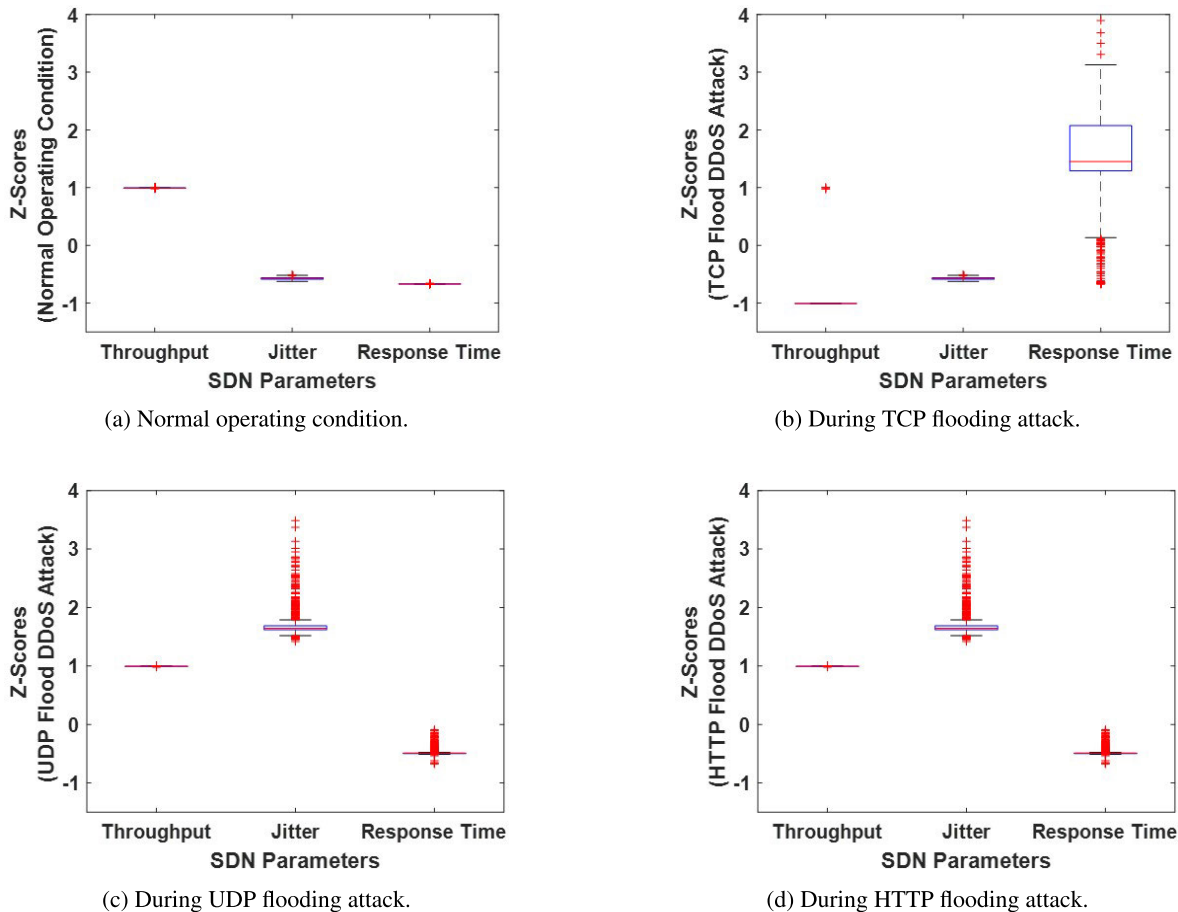 4
3
2
1
0
-1
Z-Scores
(Normal Operating Condition)
Throughput Jitter Response Time
SDN Parameters
(a) Normal operating condition.
4
3
2
1
0
-1
Z-Scores
(TCP Flood DDoS Attack)
Throughput Jitter Response Time
SDN Parameters
(b) During TCP flooding attack.
4
3
2
1
0
-1
Z-Scores
(UDP Flood DDoS Attack)
Throughput Jitter Response Time
SDN Parameters
(c) During UDP flooding attack.
4
3
2
1
0
-1
Z-Scores
(HTTP Flood DDoS Attack)
Throughput Jitter Response Time
SDN Parameters
(d) During HTTP flooding attack.